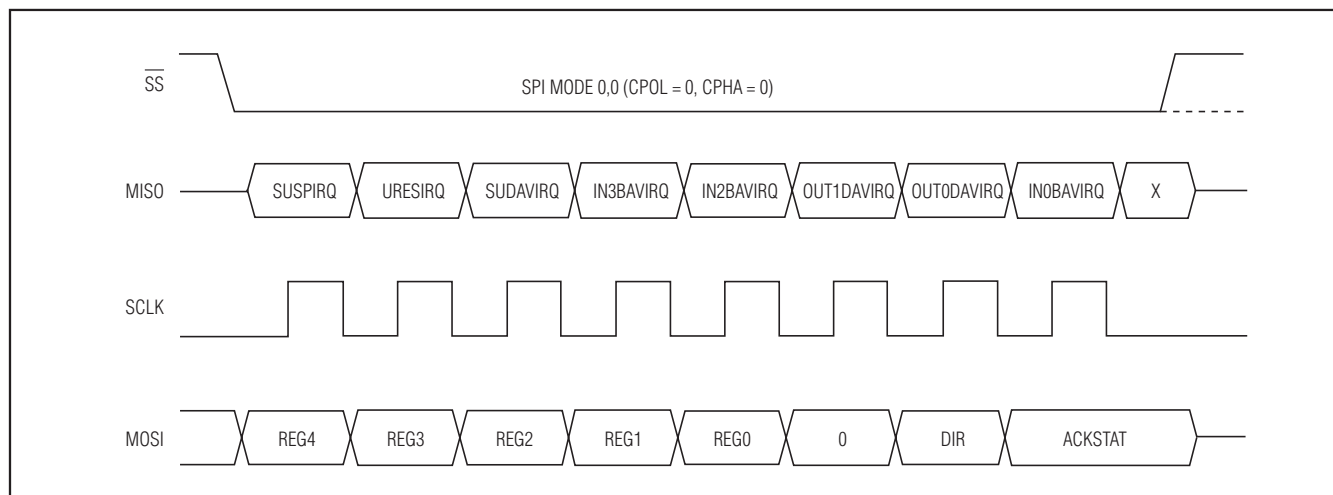 SS
SPI MODE 0,0 (CPOL = 0, CPHA = 0)
MISO SUSPIRQ URESIRQ SUDAVIRQ IN3BAVIRQ IN2BAVIRQ OUT1DAVIRQ OUT0DAVIRQ IN0BAVIRQ X
SCLK
MOSI REG4 REG3 REG2 REG1 REG0 0 DIR ACKSTAT